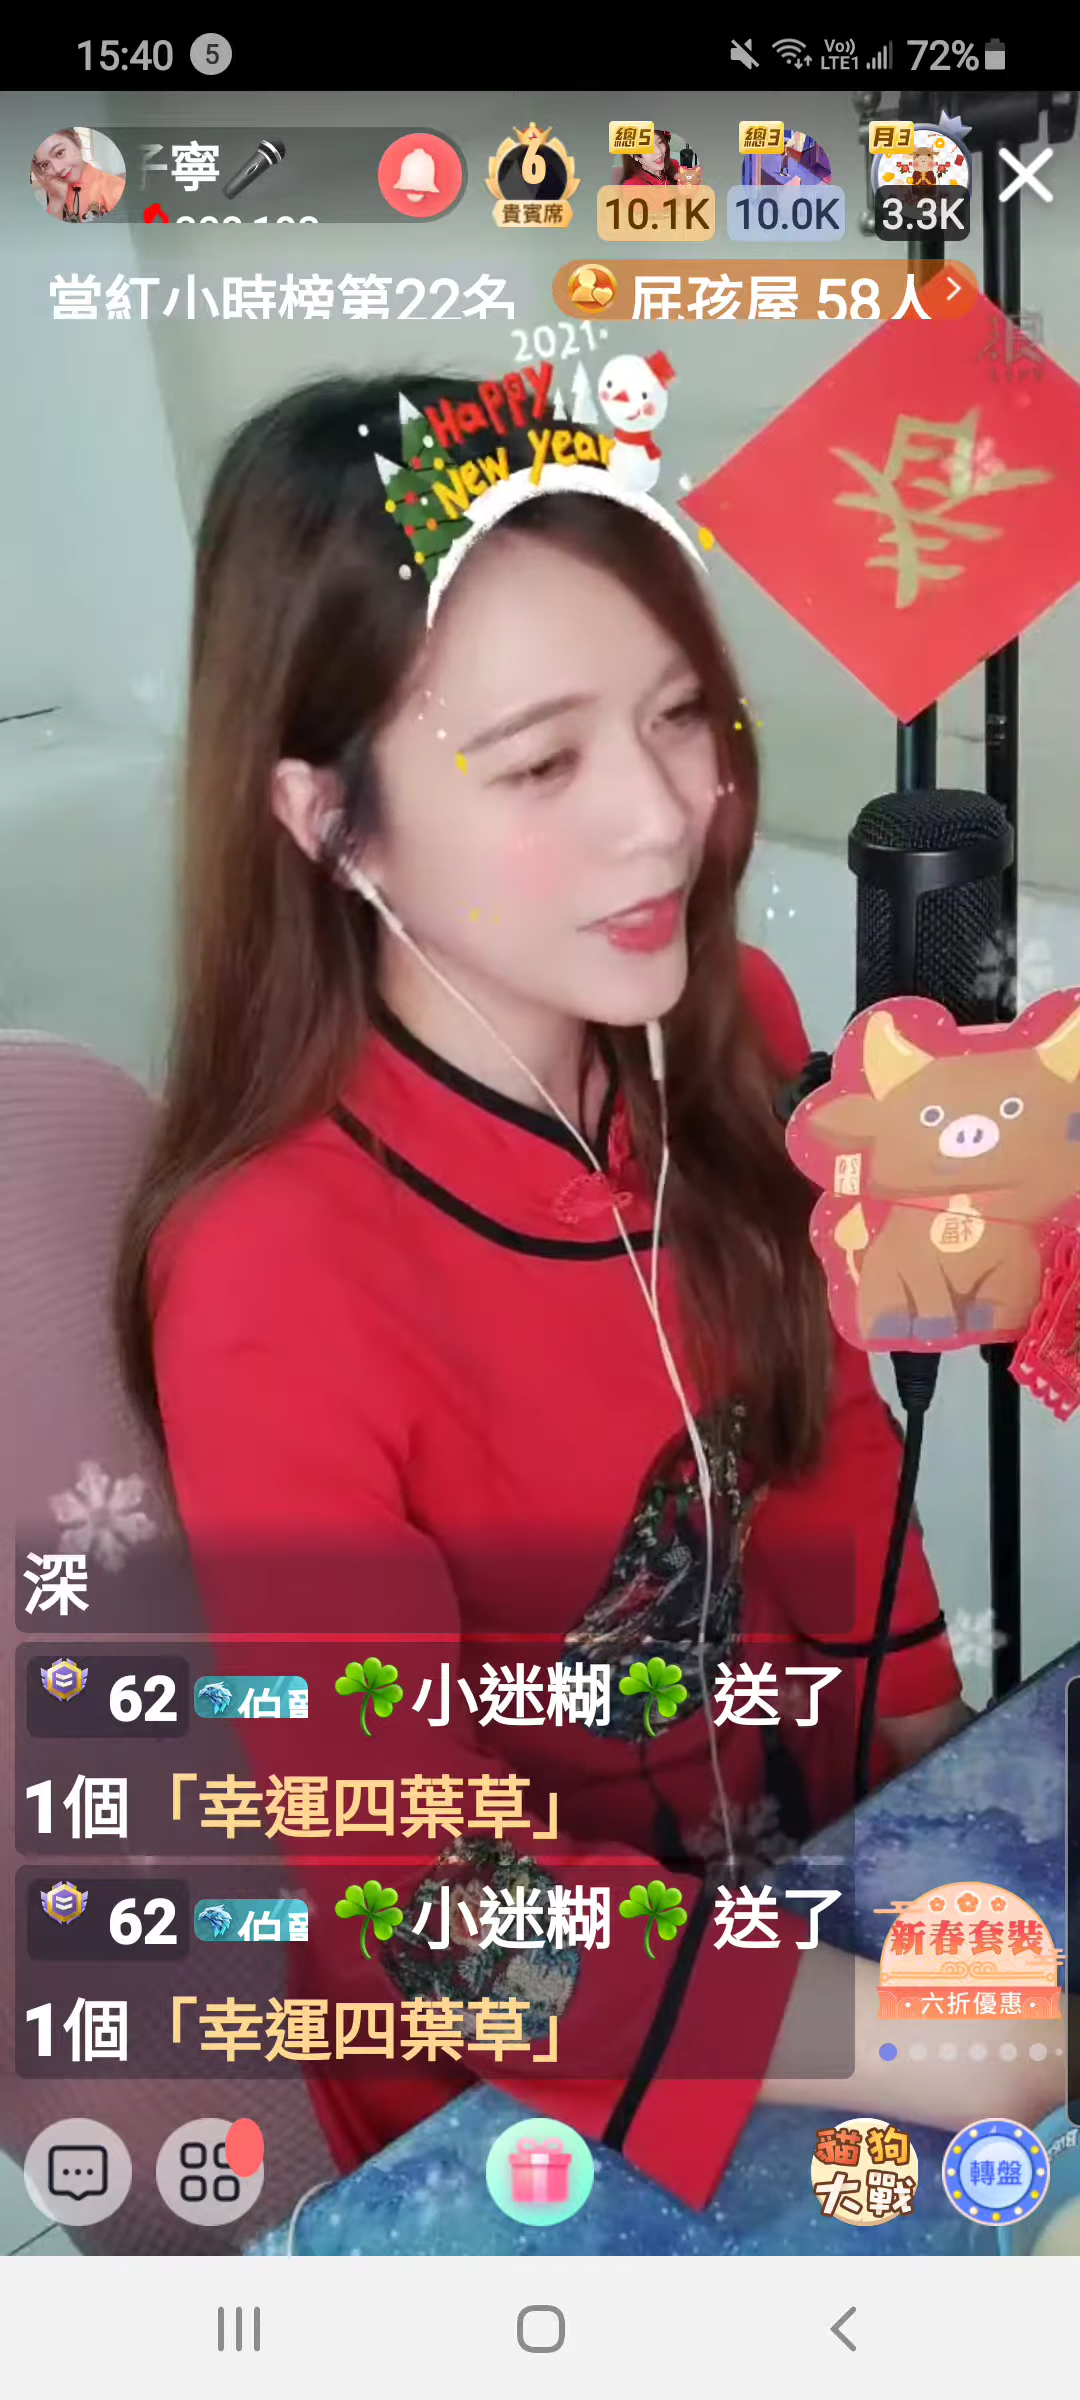 15:40 5 Vo)) LTE1 72%
寧🎤
6
貴賓席
總5
10.1K
總3
10.0K
月3
3.3K
當紅小時榜第22名
屁孩屋 58人
2021.
Happy
New year
春
福
深
62 ☘️小迷糊☘️ 送了
1個「幸運四葉草」
62 ☘️小迷糊☘️ 送了
1個「幸運四葉草」
新春套裝
·六折優惠·
貓狗
大戰
轉盤